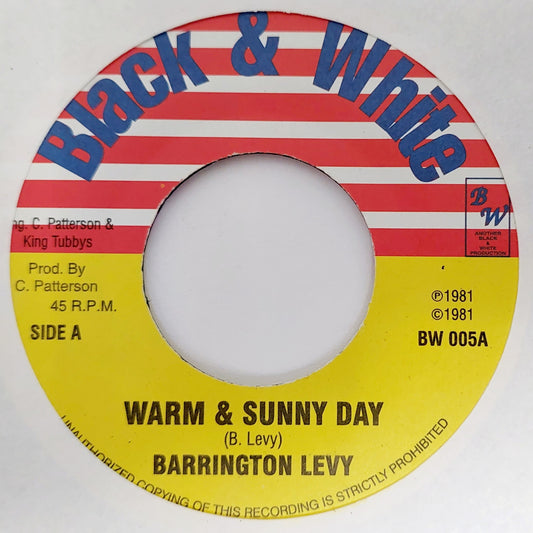 Black & White
ng. C. Patterson &
King Tubbys
Prod. By
C. Patterson
45 R.P.M.
SIDE A
B
W
ANOTHER
BLACK
& WHITE
PRODUCTION
℗1981
©1981
BW 005A
WARM & SUNNY DAY
(B. Levy)
BARRINGTON LEVY
UNAUTHORIZED COPYING OF THIS RECORDING IS STRICTLY PROHIBITED